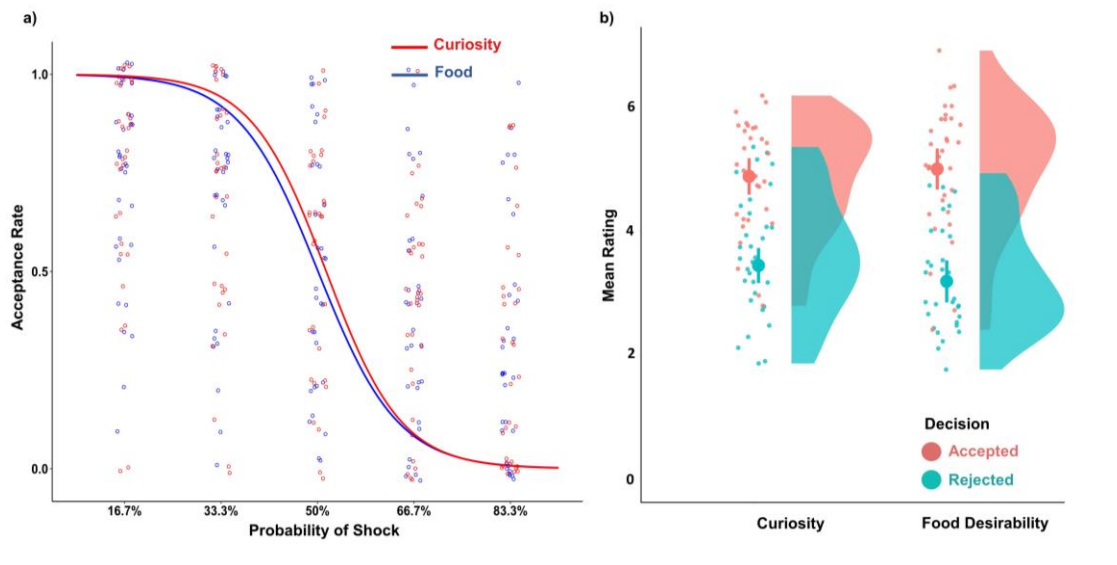 a)
Curiosity
Food
1.0
0.5
0.0
Acceptance Rate
16.7%
33.3%
50%
66.7%
83.3%
Probability of Shock
b)
6
4
2
0
Mean Rating
Decision
Accepted
Rejected
Curiosity
Food Desirability